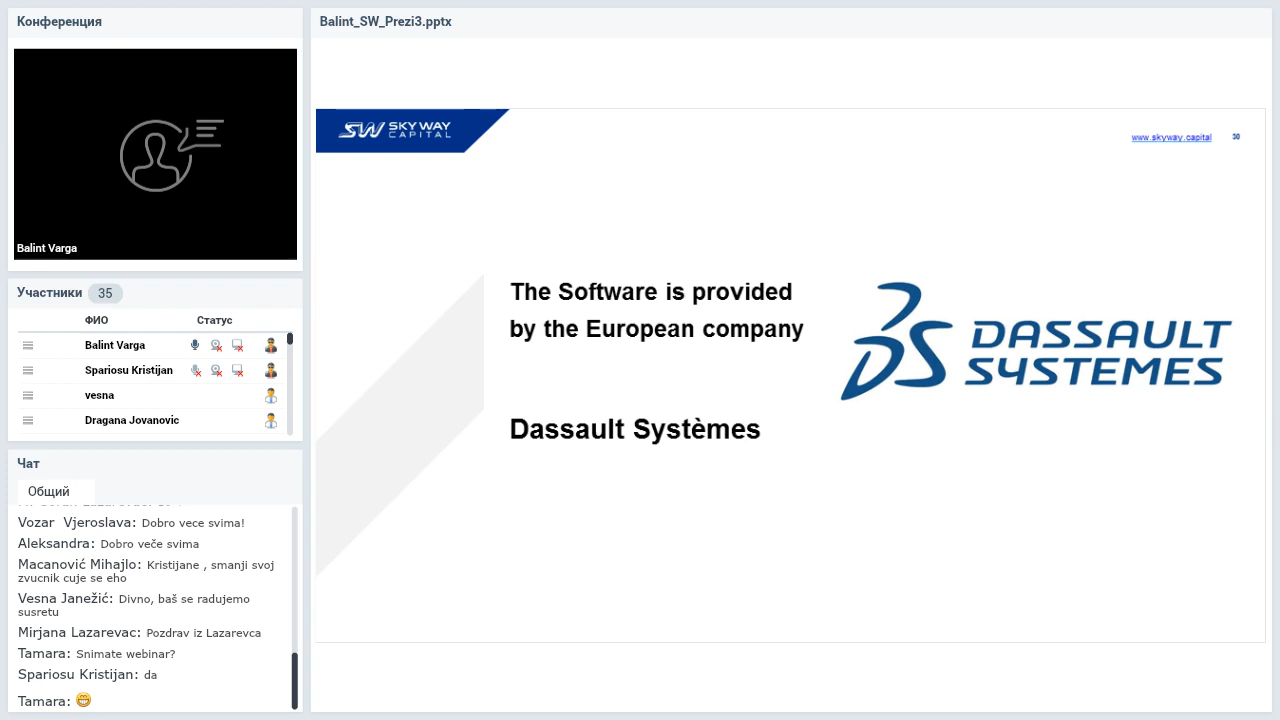 Конференция
Balint Varga
Участники 35
ФИО Статус
Balint Varga
Spariosu Kristijan
vesna
Dragana Jovanovic
Чат
Общий
Vozar Vjeroslava: Dobro vece svima!
Aleksandra: Dobro veče svima
Macanović Mihajlo: Kristijane , smanji svoj
zvucnik cuje se eho
Vesna Janežić: Divno, baš se radujemo
susretu
Mirjana Lazarevac: Pozdrav iz Lazarevca
Tamara: Snimate webinar?
Spariosu Kristijan: da
Tamara:
Balint_SW_Prezi3.pptx
SW SKY WAY
CAPITAL
www.skyway.capital 30
The Software is provided
by the European company
Dassault Systèmes
DASSAULT
SYSTEMES